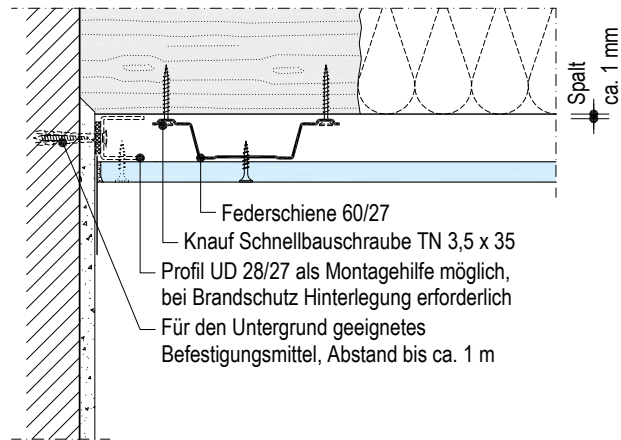 Spalt
ca. 1 mm
Federschiene 60/27
Knauf Schnellbauschraube TN 3,5 x 35
Profil UD 28/27 als Montagehilfe möglich,
bei Brandschutz Hinterlegung erforderlich
Für den Untergrund geeignetes
Befestigungsmittel, Abstand bis ca. 1 m